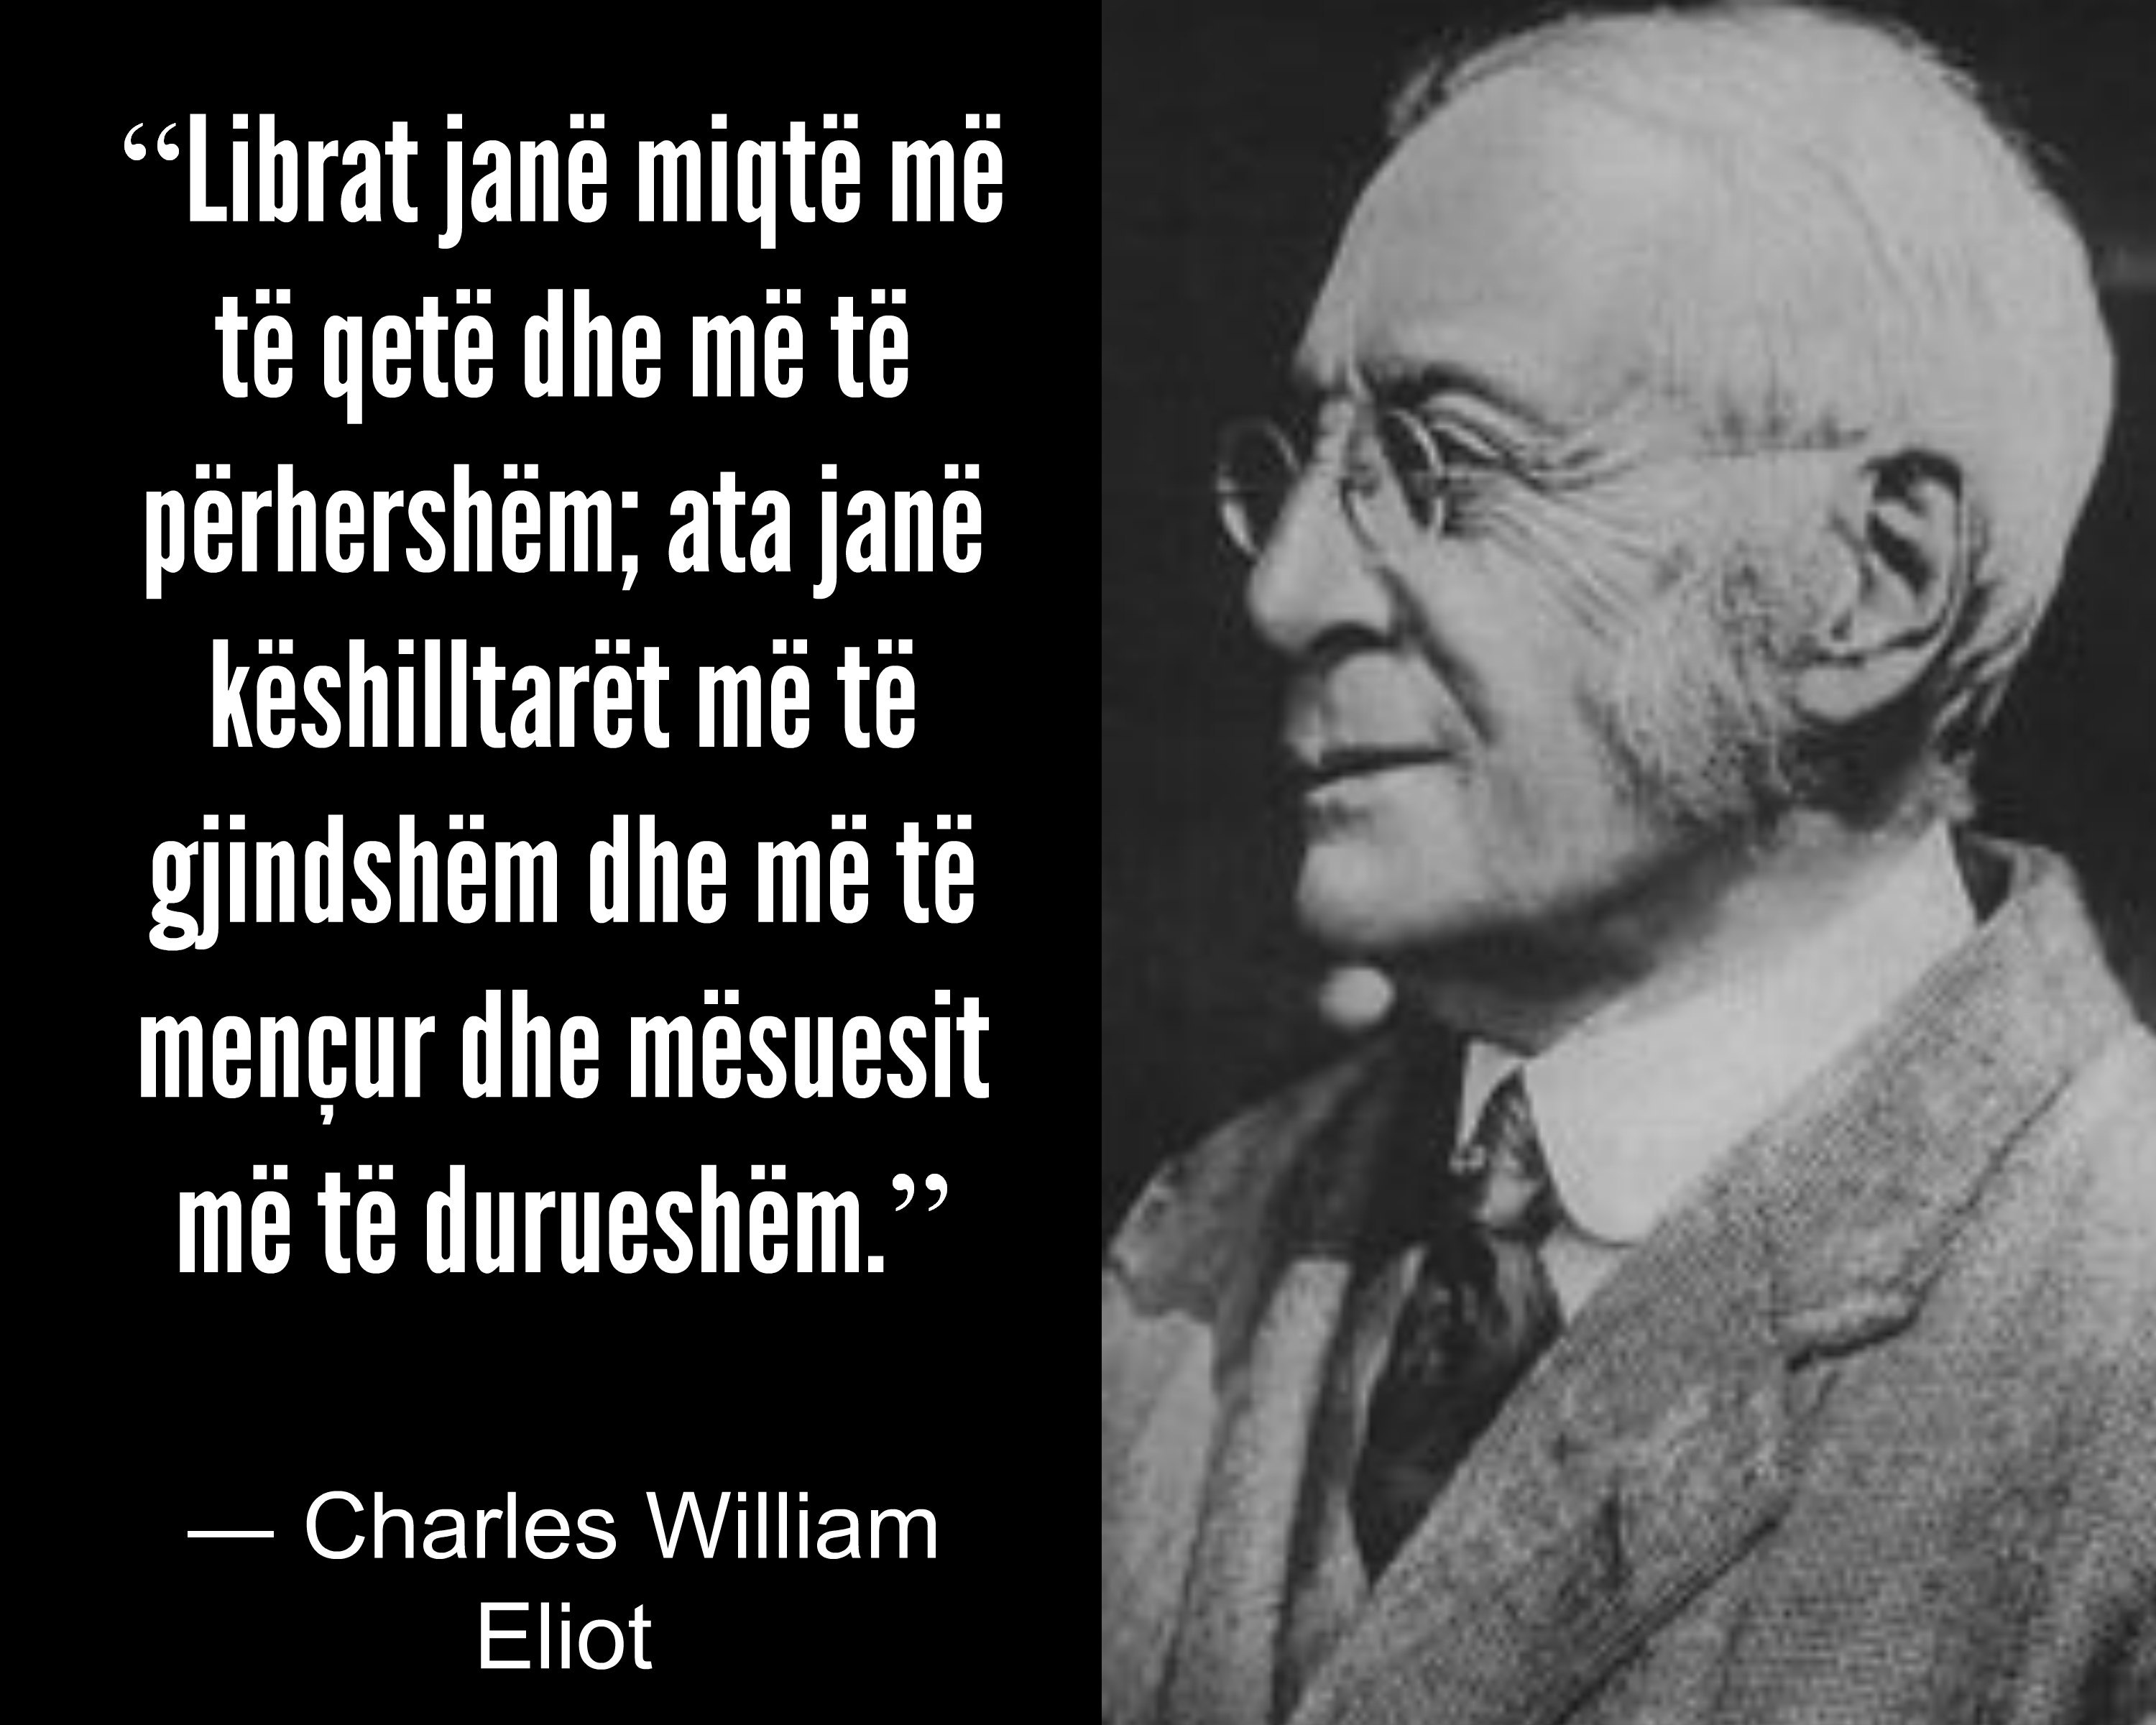 “Librat janë miqtë më
të qetë dhe më të
përhershëm; ata janë
këshilltarët më të
gjindshëm dhe më të
mençur dhe mësuesit
më të durueshëm.”
— Charles William
Eliot